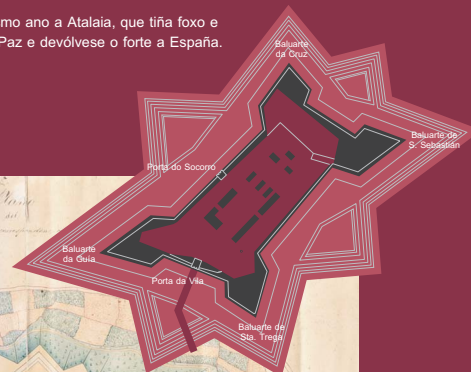 mo ano a Atalaia, que tiña foxo e
Paz e devólvese o forte a España.
Baluarte
da Cruz
Baluarte de
S. Sebastián
Porta do Socorro
Baluarte
da Guía
Porta da Vila
Baluarte de
Sta. Trega